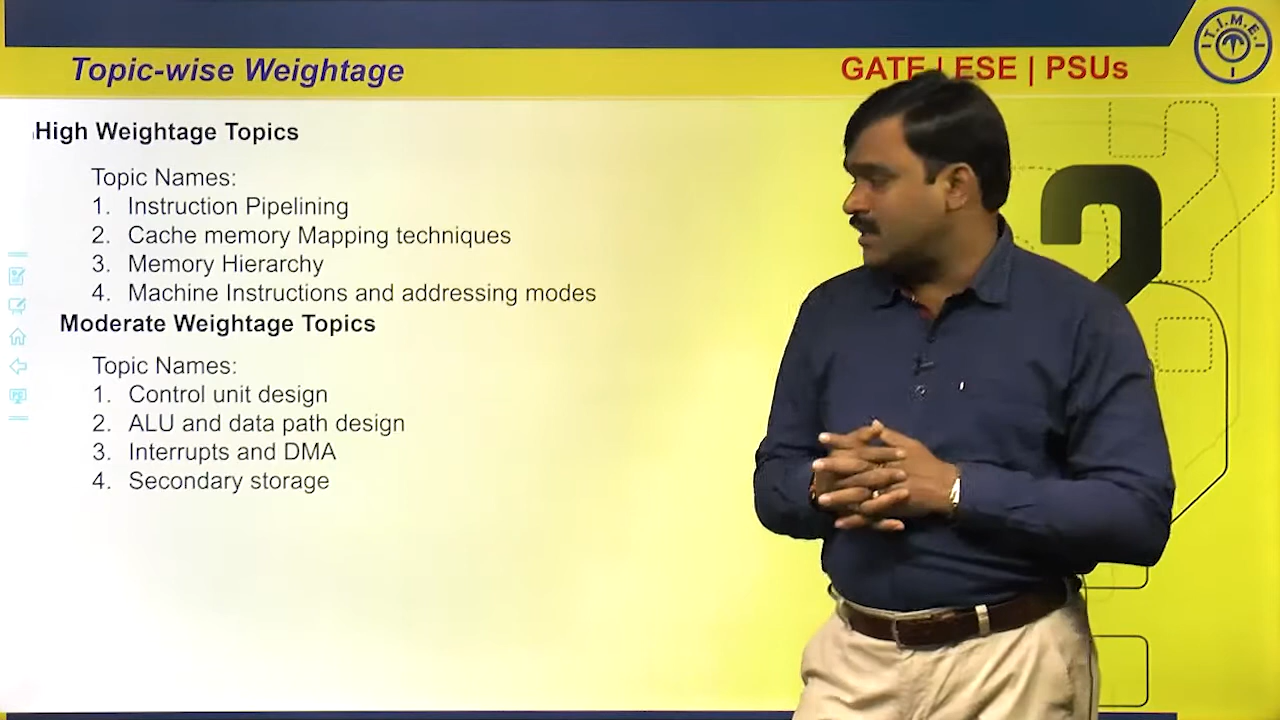 Topic-wise Weightage
GATE | ESE | PSUs
I.T.I.M.E.I
High Weightage Topics
Topic Names:
1. Instruction Pipelining
2. Cache memory Mapping techniques
3. Memory Hierarchy
4. Machine Instructions and addressing modes
Moderate Weightage Topics
Topic Names:
1. Control unit design
2. ALU and data path design
3. Interrupts and DMA
4. Secondary storage